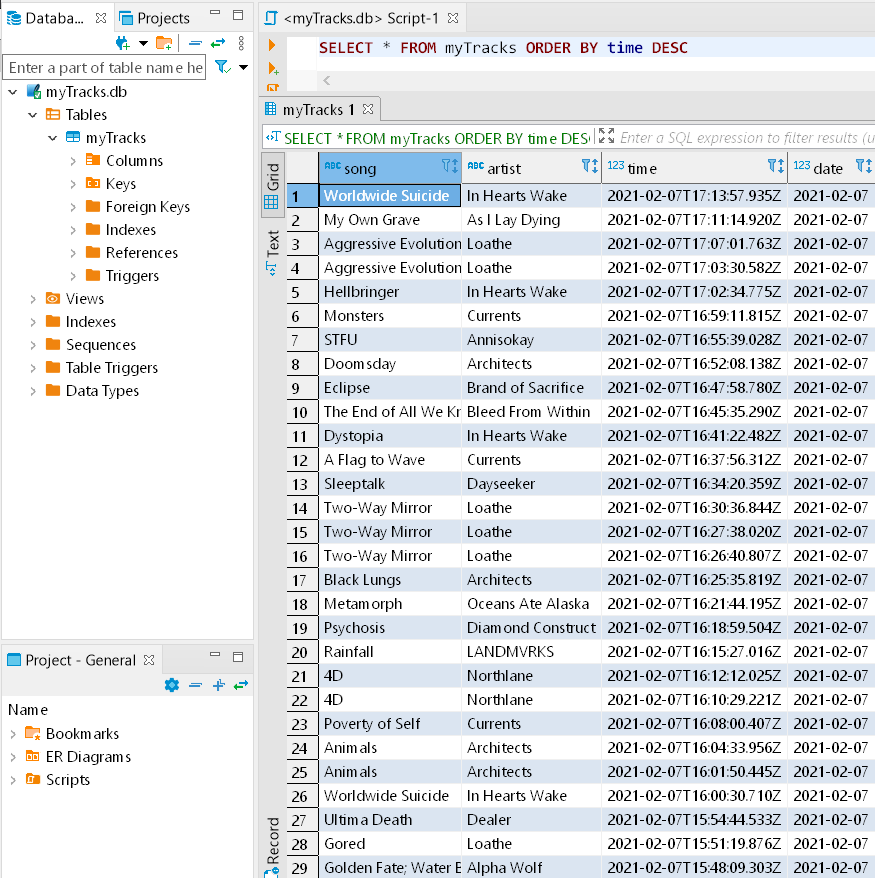 Databa...
Projects
Enter a part of table name he
myTracks.db
Tables
myTracks
Columns
Keys
Foreign Keys
Indexes
References
Triggers
Views
Indexes
Sequences
Table Triggers
Data Types
Project - General
Name
Bookmarks
ER Diagrams
Scripts
<myTracks.db> Script-1
SELECT * FROM myTracks ORDER BY time DESC
myTracks 1
SELECT * FROM myTracks ORDER BY time DES
Enter a SQL expression to filter results (u
Grid
Text
Record
ABC song ABC artist 123 time 123 date
1 Worldwide Suicide In Hearts Wake 2021-02-07T17:13:57.935Z 2021-02-07
2 My Own Grave As I Lay Dying 2021-02-07T17:11:14.920Z 2021-02-07
3 Aggressive Evolution Loathe 2021-02-07T17:07:01.763Z 2021-02-07
4 Aggressive Evolution Loathe 2021-02-07T17:03:30.582Z 2021-02-07
5 Hellbringer In Hearts Wake 2021-02-07T17:02:34.775Z 2021-02-07
6 Monsters Currents 2021-02-07T16:59:11.815Z 2021-02-07
7 STFU Annisokay 2021-02-07T16:55:39.028Z 2021-02-07
8 Doomsday Architects 2021-02-07T16:52:08.138Z 2021-02-07
9 Eclipse Brand of Sacrifice 2021-02-07T16:47:58.780Z 2021-02-07
10 The End of All We Kr Bleed From Within 2021-02-07T16:45:35.290Z 2021-02-07
11 Dystopia In Hearts Wake 2021-02-07T16:41:22.482Z 2021-02-07
12 A Flag to Wave Currents 2021-02-07T16:37:56.312Z 2021-02-07
13 Sleeptalk Dayseeker 2021-02-07T16:34:20.359Z 2021-02-07
14 Two-Way Mirror Loathe 2021-02-07T16:30:36.844Z 2021-02-07
15 Two-Way Mirror Loathe 2021-02-07T16:27:38.020Z 2021-02-07
16 Two-Way Mirror Loathe 2021-02-07T16:26:40.807Z 2021-02-07
17 Black Lungs Architects 2021-02-07T16:25:35.819Z 2021-02-07
18 Metamorph Oceans Ate Alaska 2021-02-07T16:21:44.195Z 2021-02-07
19 Psychosis Diamond Construct 2021-02-07T16:18:59.504Z 2021-02-07
20 Rainfall LANDMVRKS 2021-02-07T16:15:27.016Z 2021-02-07
21 4D Northlane 2021-02-07T16:12:12.025Z 2021-02-07
22 4D Northlane 2021-02-07T16:10:29.221Z 2021-02-07
23 Poverty of Self Currents 2021-02-07T16:08:00.407Z 2021-02-07
24 Animals Architects 2021-02-07T16:04:33.956Z 2021-02-07
25 Animals Architects 2021-02-07T16:01:50.445Z 2021-02-07
26 Worldwide Suicide In Hearts Wake 2021-02-07T16:00:30.710Z 2021-02-07
27 Ultima Death Dealer 2021-02-07T15:54:44.533Z 2021-02-07
28 Gored Loathe 2021-02-07T15:51:19.876Z 2021-02-07
29 Golden Fate; Water E Alpha Wolf 2021-02-07T15:48:09.303Z 2021-02-07